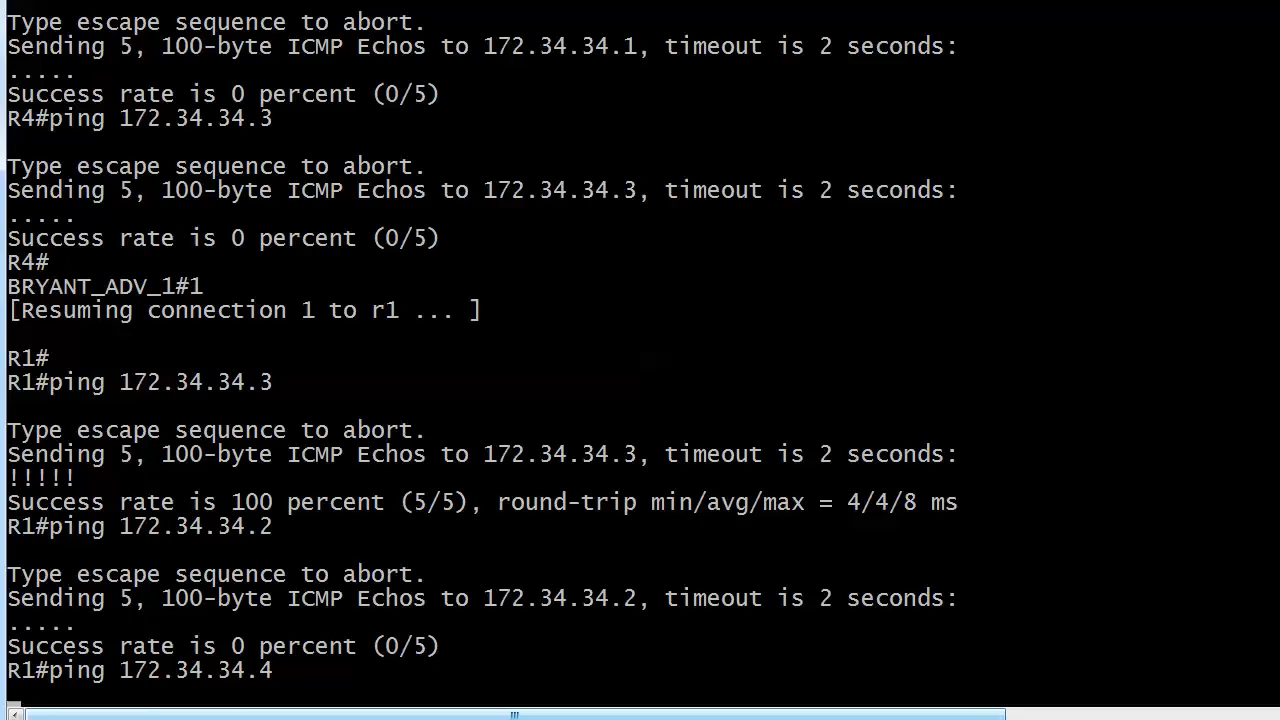 Type escape sequence to abort.
Sending 5, 100-byte ICMP Echos to 172.34.34.1, timeout is 2 seconds:
.....
Success rate is 0 percent (0/5)
R4#ping 172.34.34.3
Type escape sequence to abort.
Sending 5, 100-byte ICMP Echos to 172.34.34.3, timeout is 2 seconds:
.....
Success rate is 0 percent (0/5)
R4#
BRYANT_ADV_1#1
[Resuming connection 1 to r1 ... ]
R1#
R1#ping 172.34.34.3
Type escape sequence to abort.
Sending 5, 100-byte ICMP Echos to 172.34.34.3, timeout is 2 seconds:
!!!!!
Success rate is 100 percent (5/5), round-trip min/avg/max = 4/4/8 ms
R1#ping 172.34.34.2
Type escape sequence to abort.
Sending 5, 100-byte ICMP Echos to 172.34.34.2, timeout is 2 seconds:
.....
Success rate is 0 percent (0/5)
R1#ping 172.34.34.4